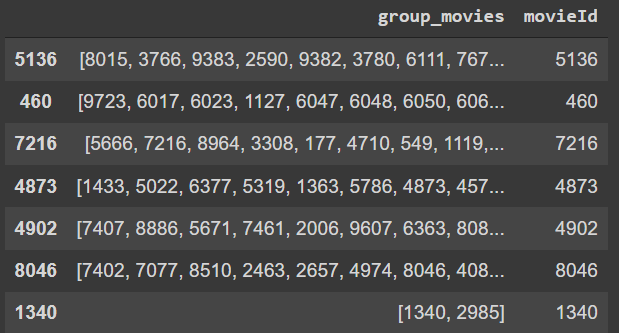 group_movies movieId
5136 [8015, 3766, 9383, 2590, 9382, 3780, 6111, 767... 5136
460 [9723, 6017, 6023, 1127, 6047, 6048, 6050, 606... 460
7216 [5666, 7216, 8964, 3308, 177, 4710, 549, 1119,... 7216
4873 [1433, 5022, 6377, 5319, 1363, 5786, 4873, 457... 4873
4902 [7407, 8886, 5671, 7461, 2006, 9607, 6363, 808... 4902
8046 [7402, 7077, 8510, 2463, 2657, 4974, 8046, 408... 8046
1340 [1340, 2985] 1340